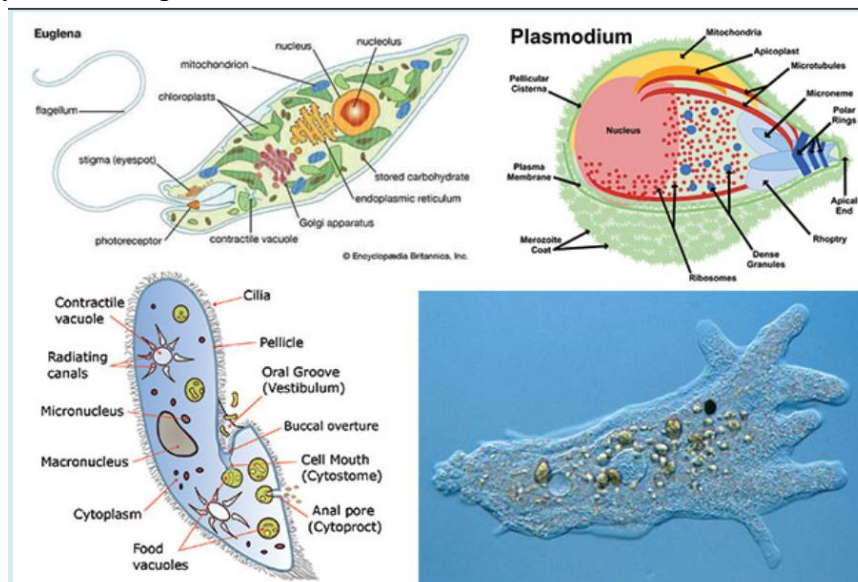 Euglena
nucleus
nucleolus
mitochondrion
chloroplasts
flagellum
stigma (eyespot)
stored carbohydrate
endoplasmic reticulum
Golgi apparatus
photoreceptor
contractile vacuole
© Encyclopædia Britannica, Inc.
Plasmodium
Mitochondria
Apicoplast
Microtubules
Pellicular
Cisterna
Microneme
Polar
Rings
Nucleus
Plasma
Membrane
Apical
End
Merozoite
Coat
Rhoptry
Dense
Granules
Ribosomes
Contractile
vacuole
Cilia
Radiating
canals
Pellicle
Oral Groove
(Vestibulum)
Micronucleus
Buccal overture
Macronucleus
Cell Mouth
(Cytostome)
Cytoplasm
Anal pore
(Cytoproct)
Food
vacuoles